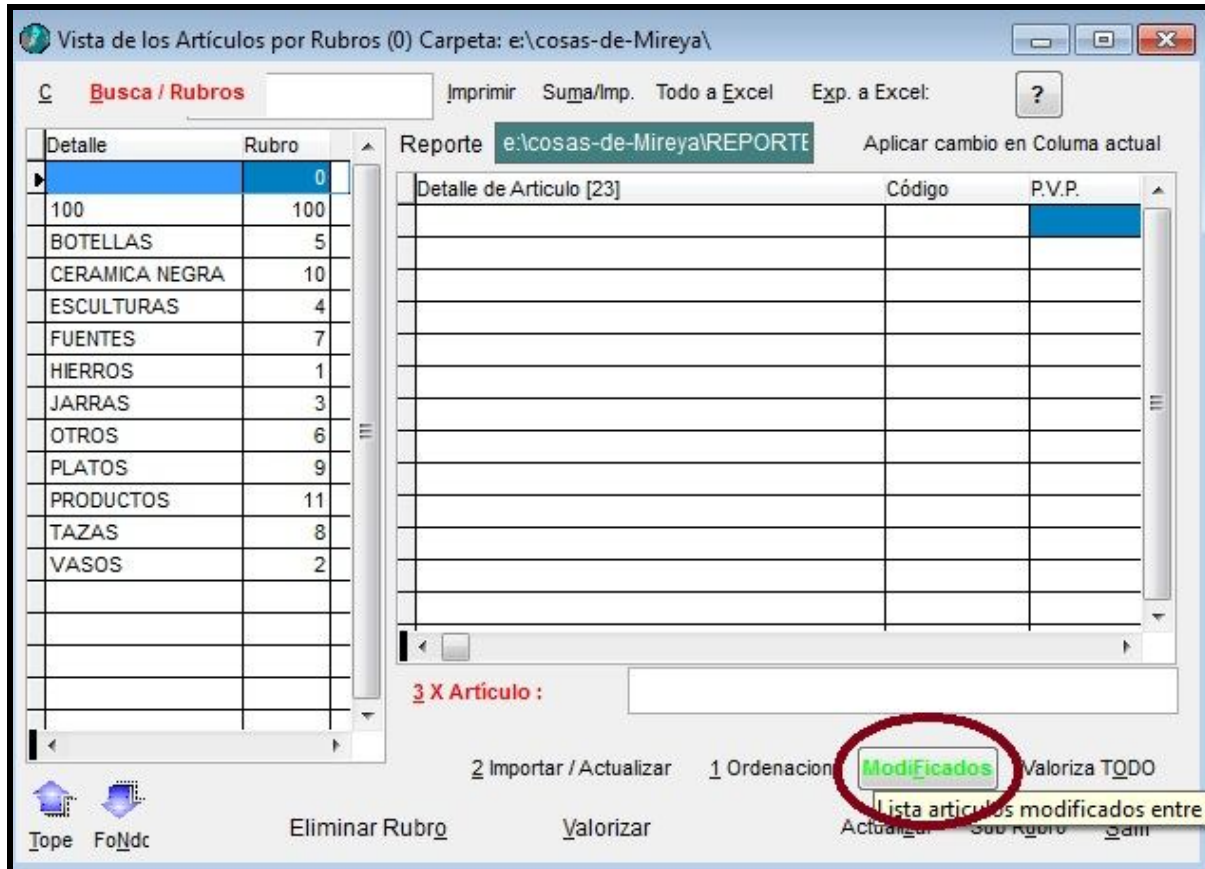 Vista de los Artículos por Rubros (0) Carpeta: e:\cosas-de-Mireya\
C Busca / Rubros Imprimir Suma/Imp. Todo a Excel Exp. a Excel: ?
Reporte e:\cosas-de-Mireya\REPORTE Aplicar cambio en Columa actual
Detalle Rubro
0
100 100
BOTELLAS 5
CERAMICA NEGRA 10
ESCULTURAS 4
FUENTES 7
HIERROS 1
JARRAS 3
OTROS 6
PLATOS 9
PRODUCTOS 11
TAZAS 8
VASOS 2
Detalle de Articulo [23] Código P.V.P.
3 X Artículo :
2 Importar / Actualizar 1 Ordenacion ModiFicados Valoriza TODO
Lista articulos modificados entre
Tope FoNdc Eliminar Rubro Valorizar Actualizar Sub Rubro Salir